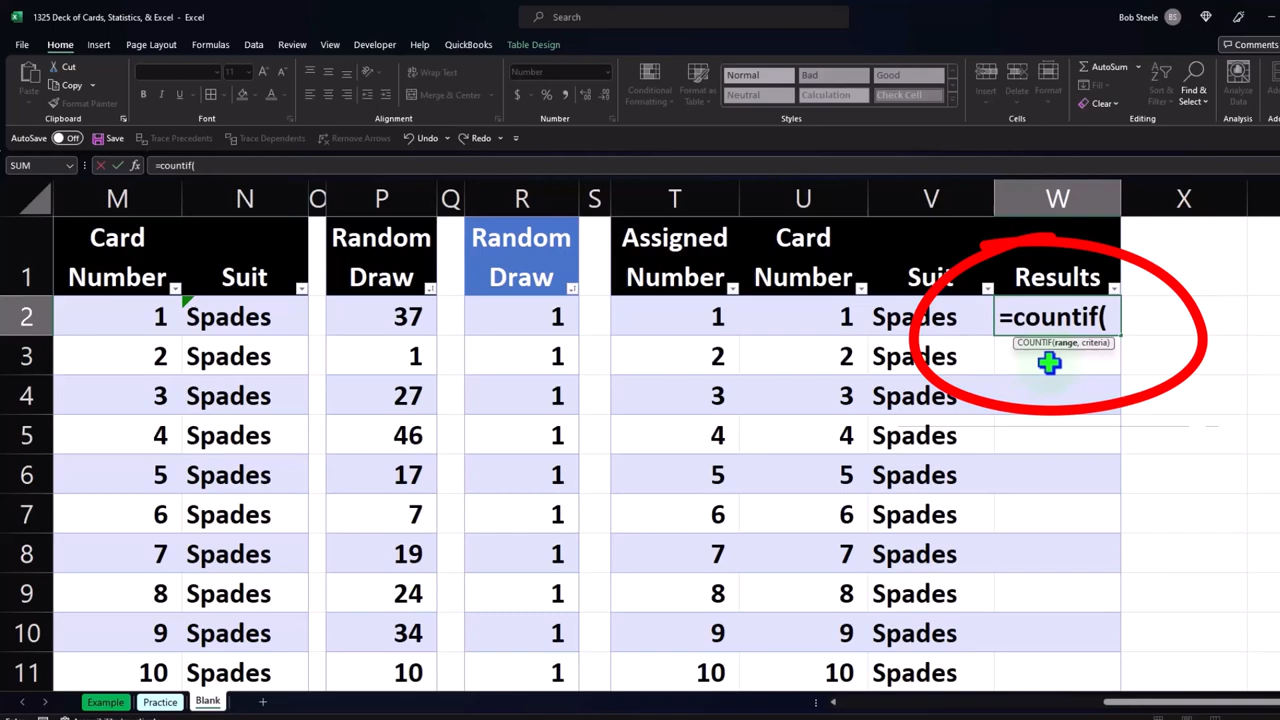 1325 Deck of Cards, Statistics, & Excel - Excel
Search
Bob Steele BS
File Home Insert Page Layout Formulas Data Review View Developer Help QuickBooks Table Design Comments
Paste Cut Copy Format Painter
11
Wrap Text
Merge & Center
Number
Conditional Formatting Format as Table
Normal Bad Good
Neutral Calculation Check Cell
Insert Delete Format
AutoSum
Fill
Clear
Sort & Filter Find & Select
Analyze Data
Clipboard Font Alignment Number Styles Cells Editing Analysis
AutoSave Off Save Trace Precedents Trace Dependents Remove Arrows Undo Redo
SUM fx =countif(
M N O P Q R S T U V W X
Card Random Random Assigned Card
1 Number Suit Draw Draw Number Number Suit Results
2 1 Spades 37 1 1 1 Spades =countif(
COUNTIF(range, criteria)
3 2 Spades 1 1 2 2 Spades
4 3 Spades 27 1 3 3 Spades
5 4 Spades 46 1 4 4 Spades
6 5 Spades 17 1 5 5 Spades
7 6 Spades 7 1 6 6 Spades
8 7 Spades 19 1 7 7 Spades
9 8 Spades 24 1 8 8 Spades
10 9 Spades 34 1 9 9 Spades
11 10 Spades 10 1 10 10 Spades
Example Practice Blank